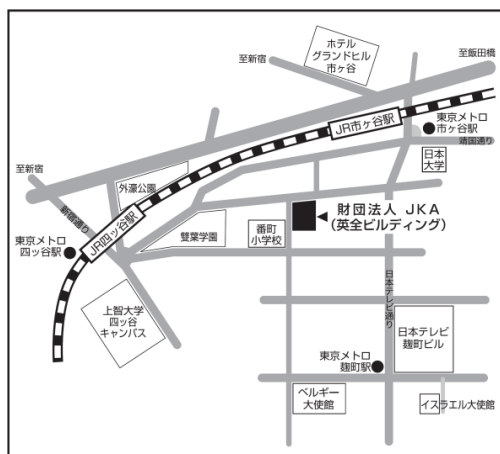 ホテル
グランドヒル
市ヶ谷
至飯田橋
至新宿
JR市ヶ谷駅
東京メトロ
市ヶ谷駅
靖国通り
日本
大学
至新宿
外濠公園
新宿通り
JR四ッ谷駅
東京メトロ
四ッ谷駅
雙葉学園
番町
小学校
財団法人 JKA
(英全ビルディング)
上智大学
四ッ谷
キャンパス
日本テレビ通り
日本テレビ
麹町ビル
東京メトロ
麹町駅
ベルギー
大使館
イスラエル大使館